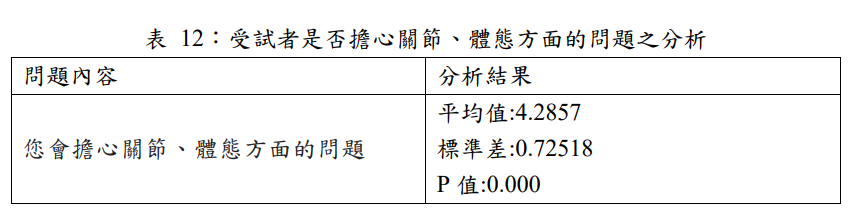 表 12：受試者是否擔心關節、體態方面的問題之分析
問題內容
分析結果
您會擔心關節、體態方面的問題
平均值:4.2857
標準差:0.72518
P 值:0.000